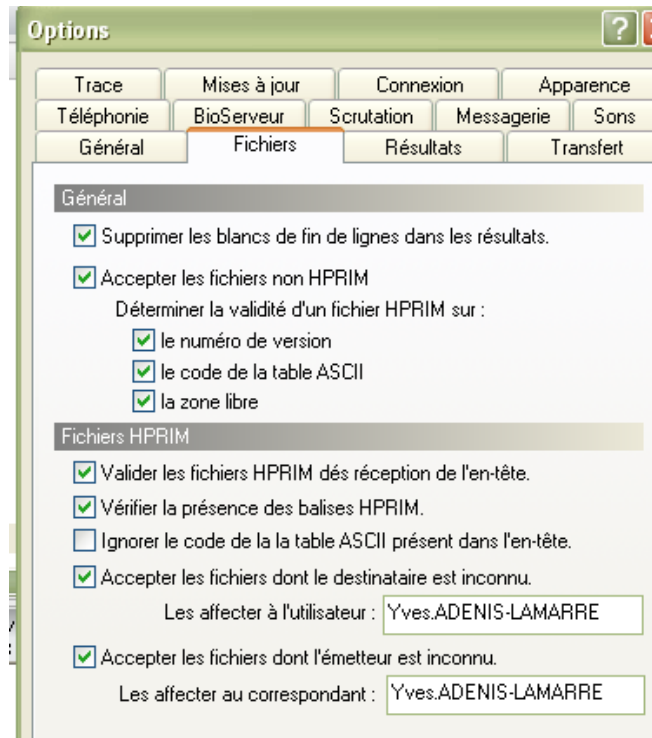 Options
Trace Mises à jour Connexion Apparence
Téléphonie BioServeur Scrutation Messagerie Sons
Général Fichiers Résultats Transfert
Général
Supprimer les blancs de fin de lignes dans les résultats.
Accepter les fichiers non HPRIM
Déterminer la validité d'un fichier HPRIM sur :
le numéro de version
le code de la table ASCII
la zone libre
Fichiers HPRIM
Valider les fichiers HPRIM dés réception de l'en-tête.
Vérifier la présence des balises HPRIM.
Ignorer le code de la la table ASCII présent dans l'en-tête.
Accepter les fichiers dont le destinataire est inconnu.
Les affecter à l'utilisateur : Yves.ADENIS-LAMARRE
Accepter les fichiers dont l'émetteur est inconnu.
Les affecter au correspondant : Yves.ADENIS-LAMARRE